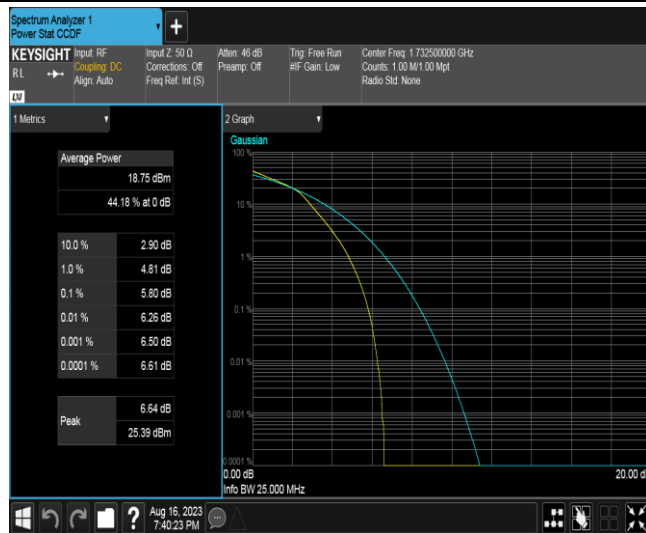 Spectrum Analyzer 1
Power Stat CCDF
+
KEYSIGHT
RL
Input: RF
Coupling: DC
Align: Auto
Input Z: 50 Ω
Corrections: Off
Freq Ref: Int (S)
Atten: 46 dB
Preamp: Off
Trig: Free Run
#IF Gain: Low
Center Freq: 1.732500000 GHz
Counts: 1.00 M/1.00 Mpt
Radio Std: None
LXI
1 Metrics
Average Power
18.75 dBm
44.18 % at 0 dB
10.0 % 2.90 dB
1.0 % 4.81 dB
0.1 % 5.80 dB
0.01 % 6.26 dB
0.001 % 6.50 dB
0.0001 % 6.61 dB
Peak
6.64 dB
25.39 dBm
2 Graph
Gaussian
100 %
10 %
1 %
0.1 %
0.01 %
0.001 %
0.0001 %
0.00 dB
20.00 d
Info BW 25.000 MHz
?
Aug 16, 2023
7:40:23 PM